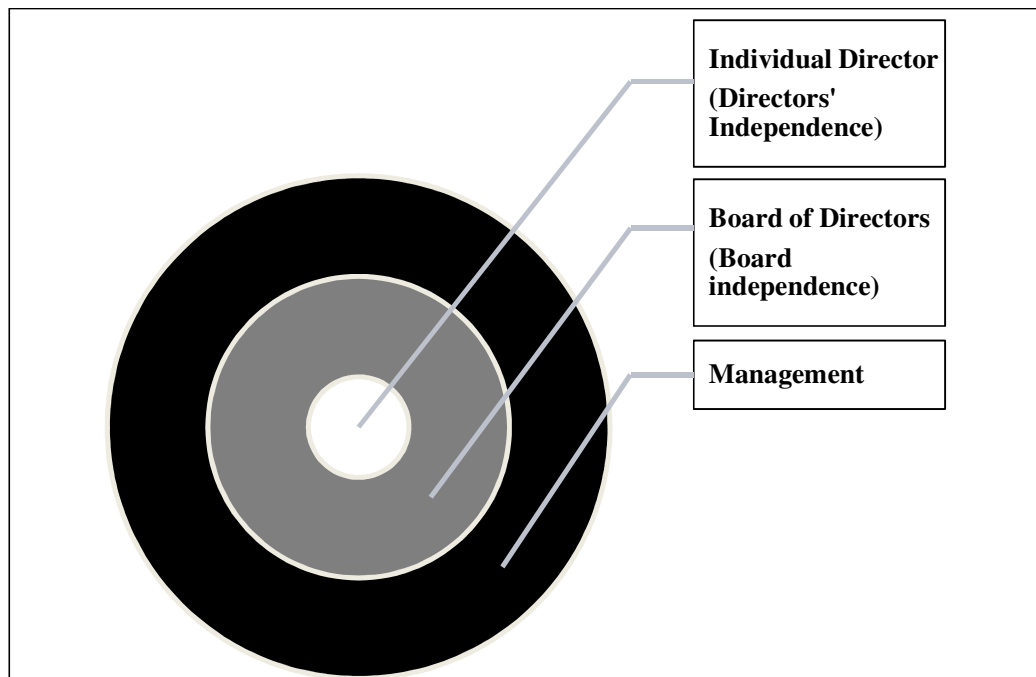 Individual Director
(Directors'
Independence)
Board of Directors
(Board
independence)
Management